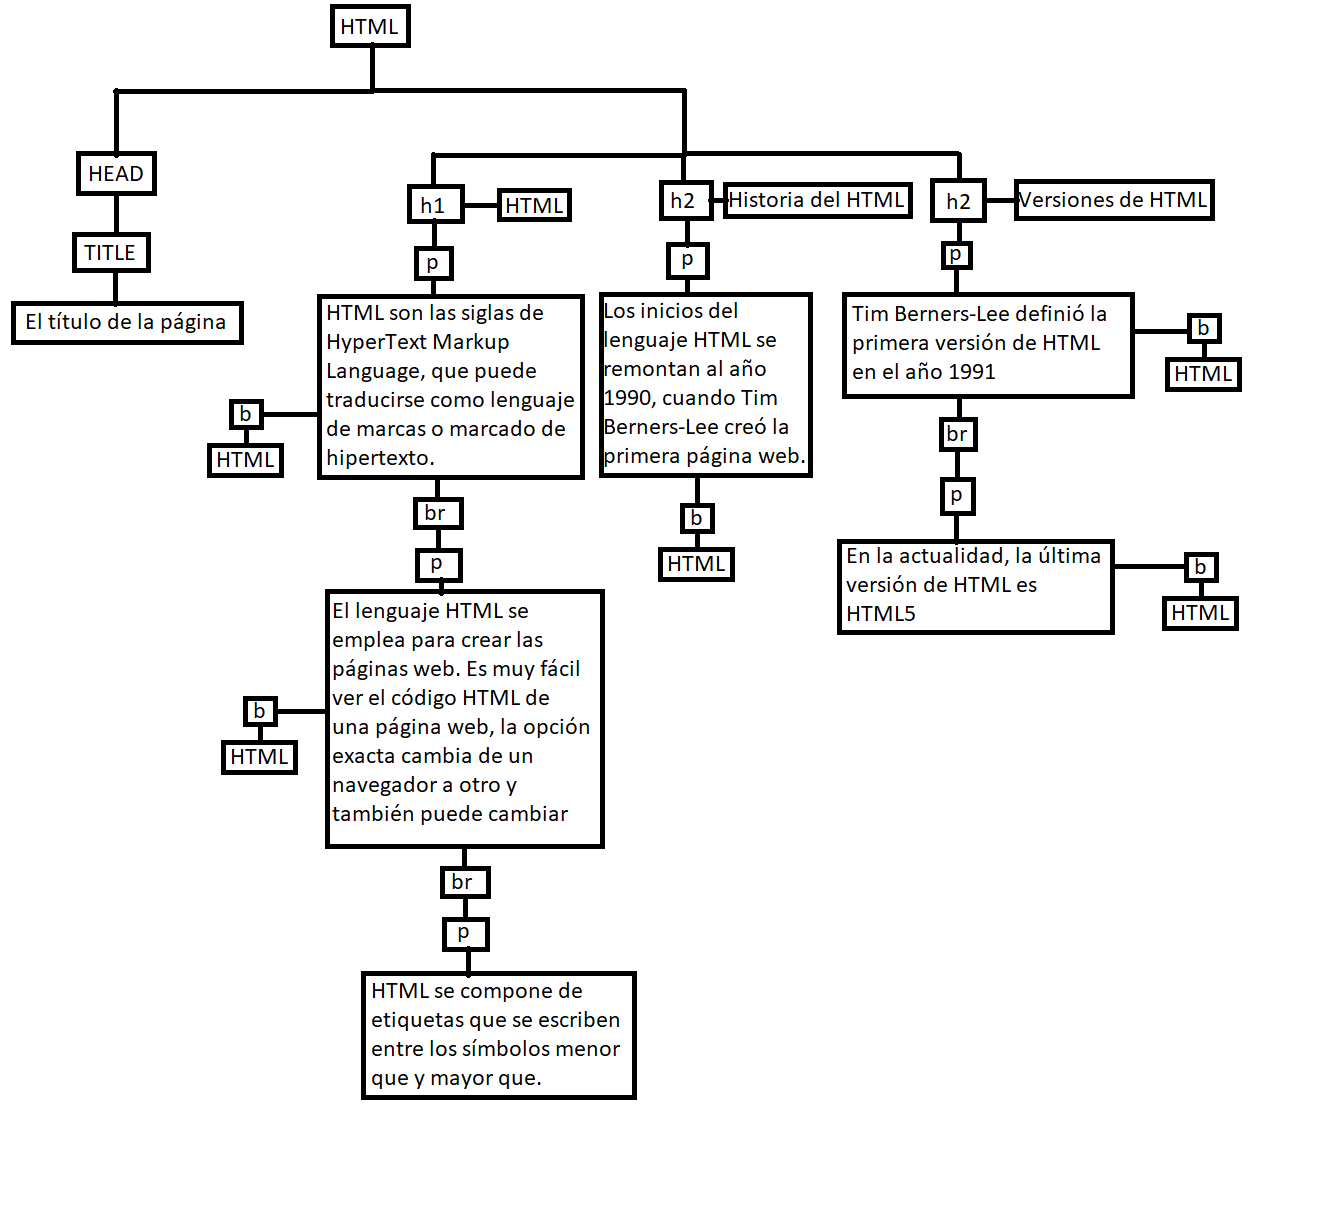 HTML
HEAD
TITLE
El título de la página
h1
HTML
p
HTML son las siglas de
HyperText Markup
Language, que puede
traducirse como lenguaje
de marcas o marcado de
hipertexto.
b
HTML
br
p
El lenguaje HTML se
emplea para crear las
páginas web. Es muy fácil
ver el código HTML de
una página web, la opción
exacta cambia de un
navegador a otro y
también puede cambiar
b
HTML
br
p
HTML se compone de
etiquetas que se escriben
entre los símbolos menor
que y mayor que.
h2
Historia del HTML
p
Los inicios del
lenguaje HTML se
remontan al año
1990, cuando Tim
Berners-Lee creó la
primera página web.
b
HTML
h2
Versiones de HTML
p
Tim Berners-Lee definió la
primera versión de HTML
en el año 1991
b
HTML
br
p
En la actualidad, la última
versión de HTML es
HTML5
b
HTML